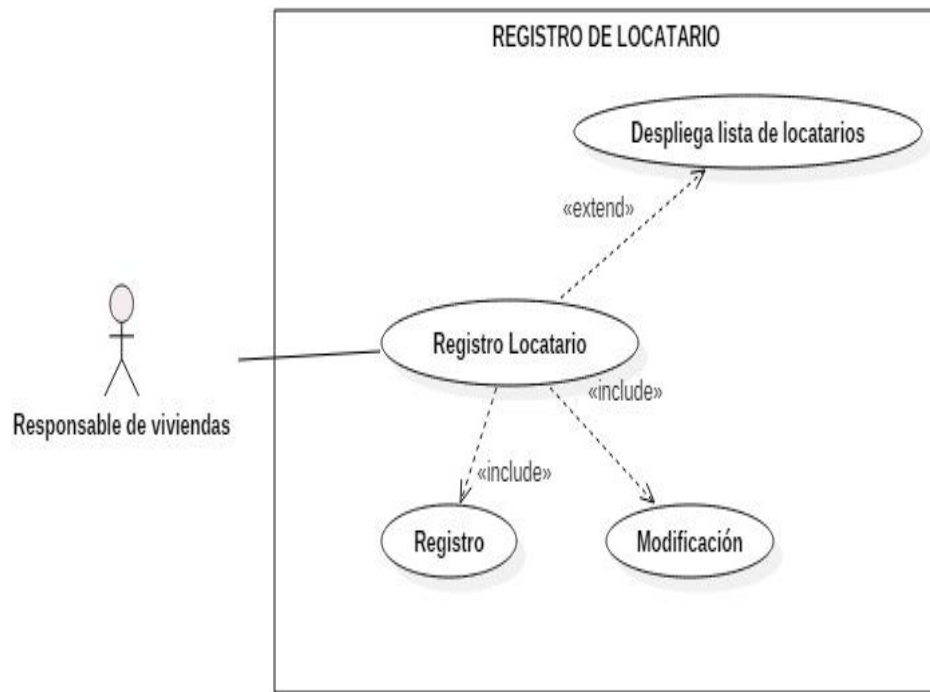 REGISTRO DE LOCATARIO
Despliega lista de locatarios
«extend»
Registro Locatario
«include»
Responsable de viviendas
«include»
Registro
Modificación